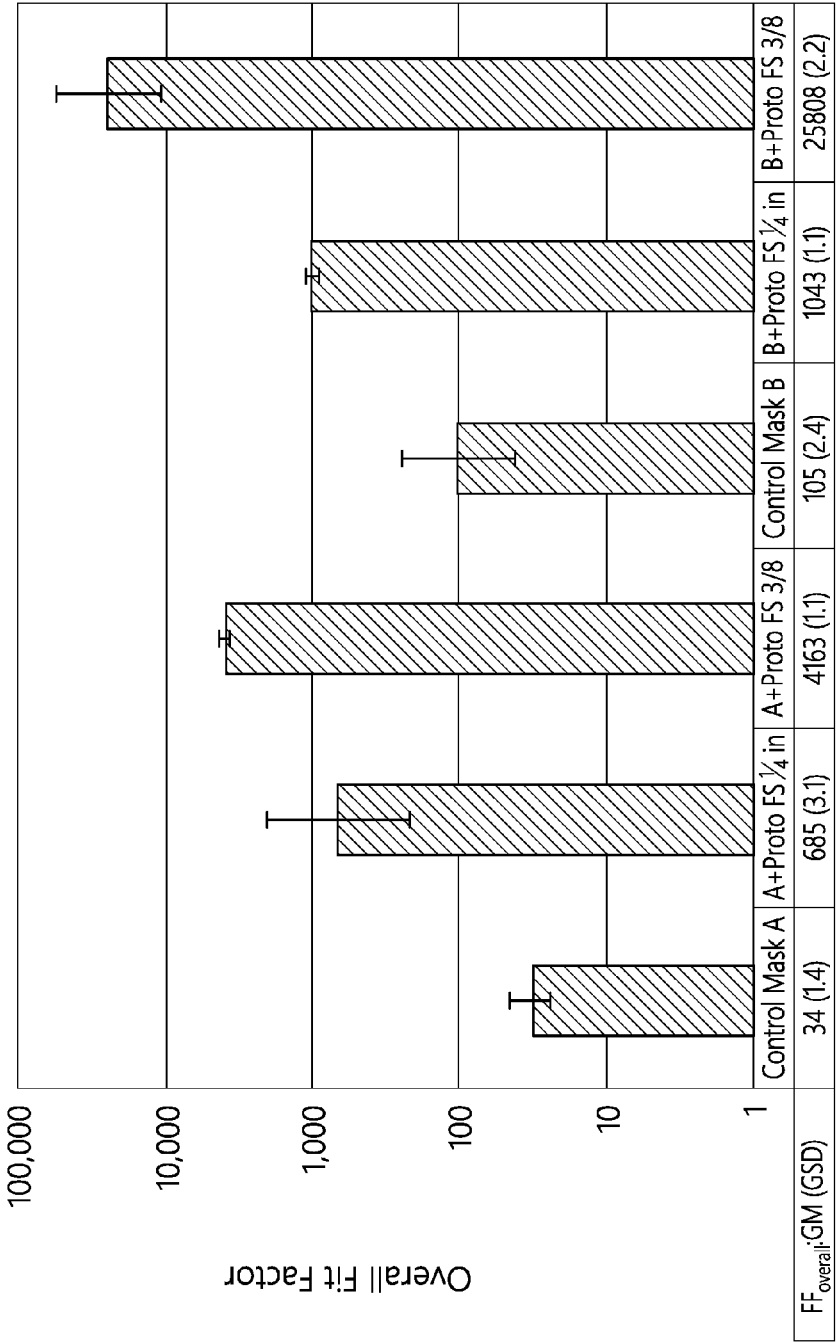 Overall Fit Factor
100,000
10,000
1,000
100
10
1
Control Mask A A+Proto FS ¼ in A+Proto FS 3/8 Control Mask B B+Proto FS ¼ in B+Proto FS 3/8
FFoverall:GM (GSD) 34 (1.4) 685 (3.1) 4163 (1.1) 105 (2.4) 1043 (1.1) 25808 (2.2)